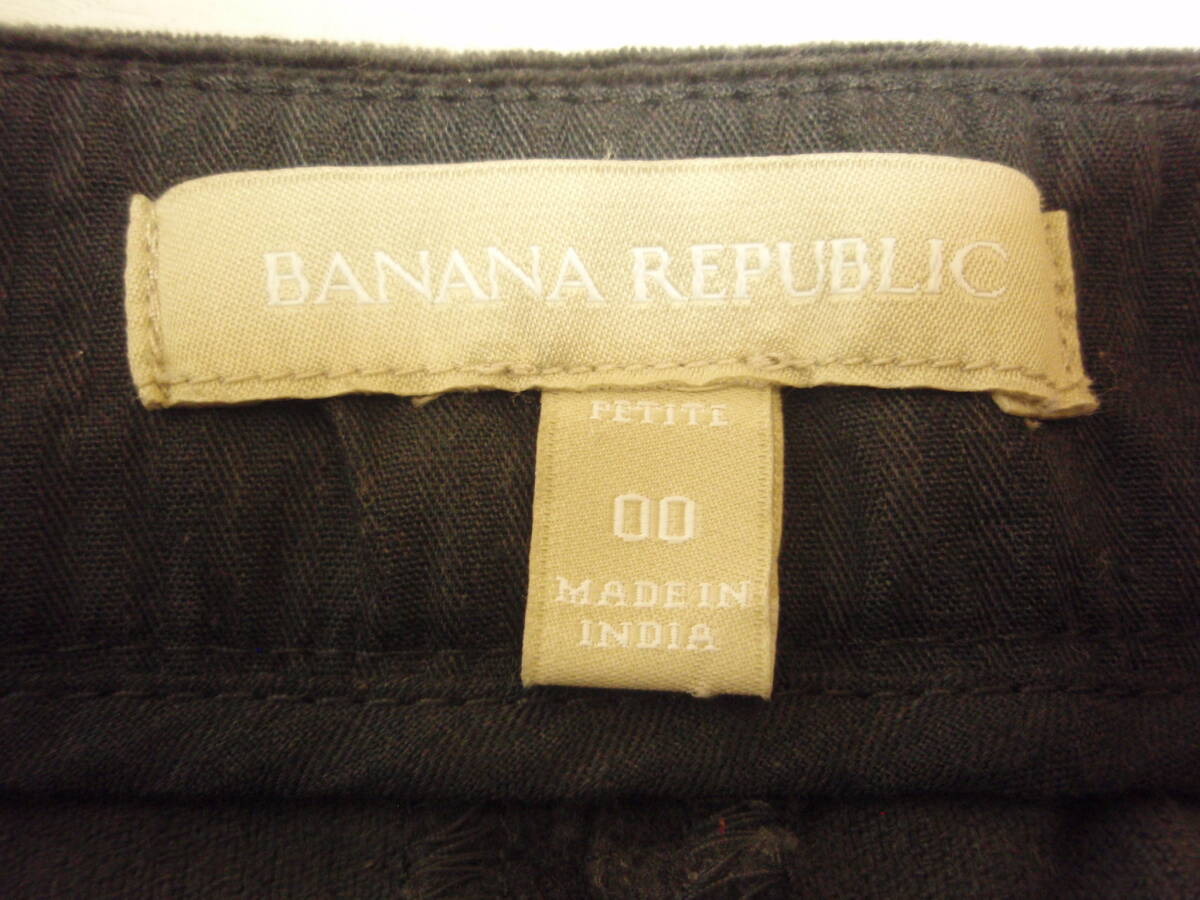 BANANA REPUBLIC
PETITE
00
MADE IN
INDIA